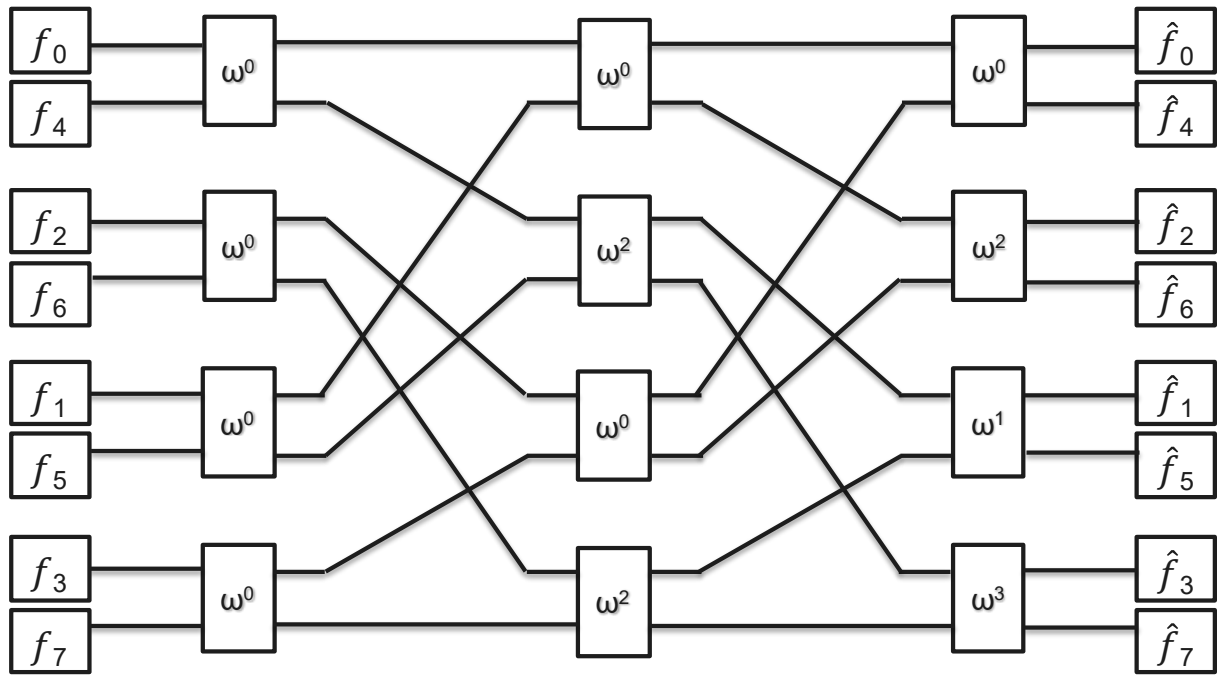 f₀ ω⁰ ω⁰ ω⁰ f̂₀
f₄ f̂₄
f₂ ω⁰ ω² ω² f̂₂
f₆ f̂₆
f₁ ω⁰ ω⁰ ω¹ f̂₁
f₅ f̂₅
f₃ ω⁰ ω² ω³ f̂₃
f₇ f̂₇